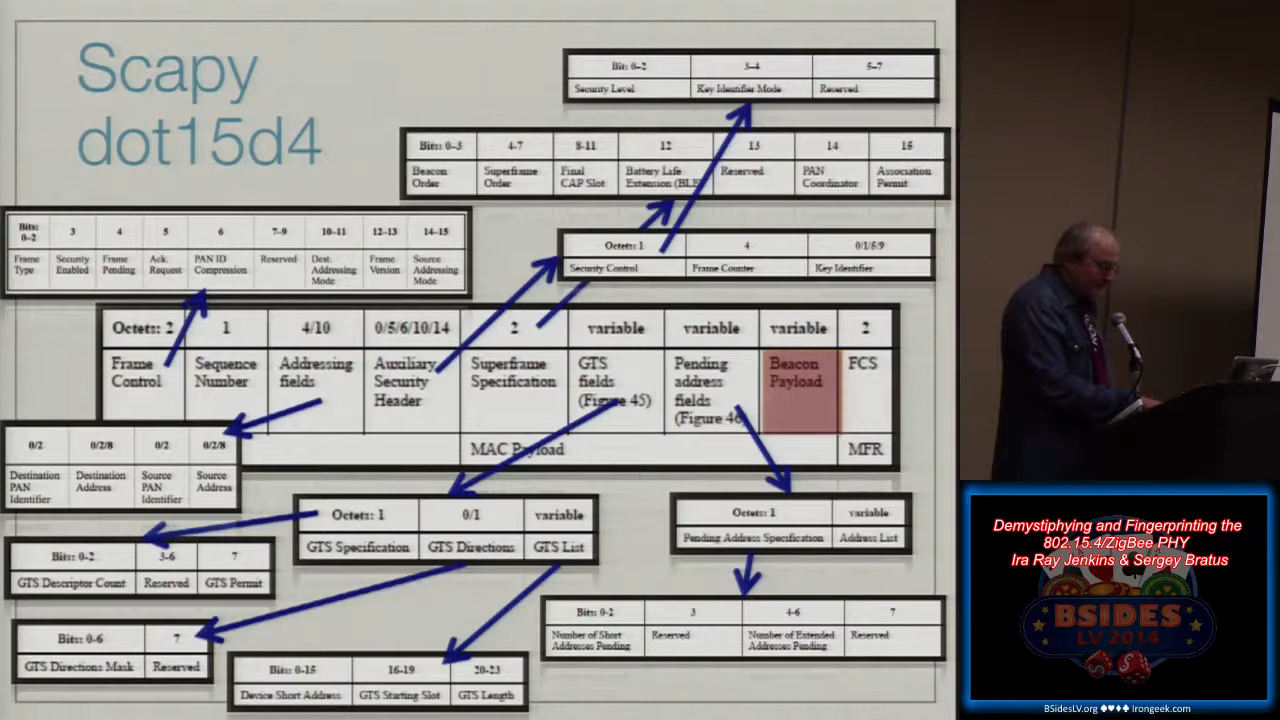 Scapy
dot15d4
Bit: 0-2 3-4 5-7
Security Level Key Identifier Mode Reserved
Bits: 0-3 4-7 8-11 12 13 14 15
Beacon Order Superframe Order Final CAP Slot Battery Life Extension (BLE Reserved PAN Coordinator Association Permit
Bits: 0-2 3 4 5 6 7-9 10-11 12-13 14-15
Frame Type Security Enabled Frame Pending Ack. Request PAN ID Compression Reserved Dest. Addressing Mode Frame Version Source Addressing Mode
Octets: 1 4 0/1/5/9
Security Control Frame Counter Key Identifier
Octets: 2 1 4/10 0/5/6/10/14 2 variable variable variable 2
Frame Control Sequence Number Addressing fields Auxiliary Security Header Superframe Specification GTS fields (Figure 45) Pending address fields (Figure 46 Beacon Payload FCS
MAC Payload MFR
0/2 0/2/8 0/2 0/2/8
Destination PAN Identifier Destination Address Source PAN Identifier Source Address
Octets: 1 0/1 variable
GTS Specification GTS Directions GTS List
Octets: 1 variable
Pending Address Specification Address List
Bits: 0-2 3-6 7
GTS Descriptor Count Reserved GTS Permit
Bits: 0-2 3 4-6 7
Number of Short Addresses Pending Reserved Number of Extended Addresses Pending Reserved
Bits: 0-6 7
GTS Directions Mask Reserved
Bits: 0-15 16-19 20-23
Device Short Address GTS Starting Slot GTS Length
Demystiphying and Fingerprinting the
802.15.4/ZigBee PHY
Ira Ray Jenkins & Sergey Bratus
BSIDES
LV 2014
BSidesLV.org ♠♥♦♣ Irongeek.com